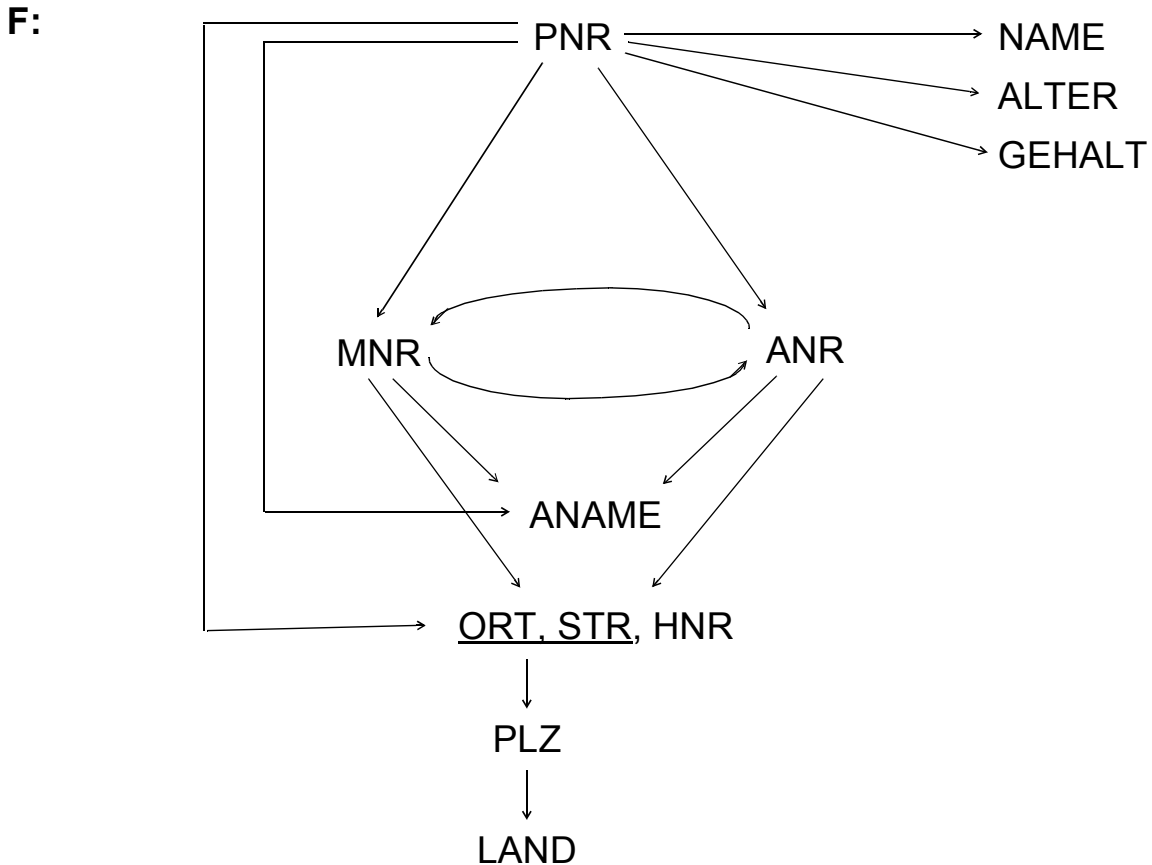 F:
PNR
NAME
ALTER
GEHALT
MNR
ANR
ANAME
ORT, STR, HNR
PLZ
LAND